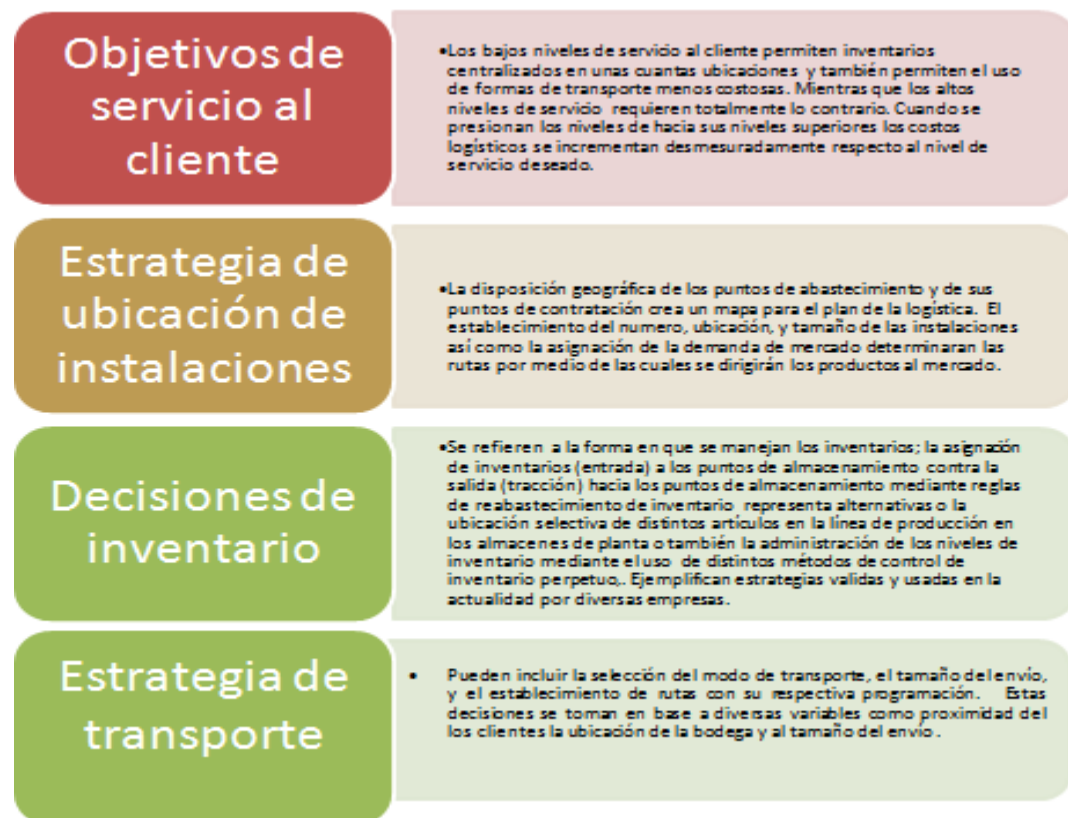 Objetivos de
servicio al
cliente
•Los bajos niveles de servicio al cliente permiten inventarios
centralizados en unas cuantas ubicaciones y también permiten el uso
de formas de transporte menos costosas. Mientras que los altos
niveles de servicio requieren totalmente lo contrario. Cuando se
presionan los niveles de hacia sus niveles superiores los costos
logísticos se incrementan desmesuradamente respecto al nivel de
servicio deseado.
Estrategia de
ubicación de
instalaciones
•La disposición geográfica de los puntos de abastecimiento y de sus
puntos de contratación crea un mapa para el plan de la logística. El
establecimiento del numero, ubicación, y tamaño de las instalaciones
así como la asignación de la demanda de mercado determinaran las
rutas por medio de las cuales se dirigirán los productos al mercado.
Decisiones de
inventario
•Se refieren a la forma en que se manejan los inventarios; la asignación
de inventarios (entrada) a los puntos de almacenamiento contra la
salida (tracción) hacia los puntos de almacenamiento mediante reglas
de reabastecimiento de inventario representa alternativas o la
ubicación selectiva de distintos artículos en la línea de producción en
los almacenes de planta o también la administración de los niveles de
inventario mediante el uso de distintos métodos de control de
inventario perpetuo,. Ejemplifican estrategias validas y usadas en la
actualidad por diversas empresas.
Estrategia de
transporte
• Pueden incluir la selección del modo de transporte, el tamaño del envío,
y el establecimiento de rutas con su respectiva programación. Estas
decisiones se toman en base a diversas variables como proximidad del
los clientes la ubicación de la bodega y al tamaño del envío.